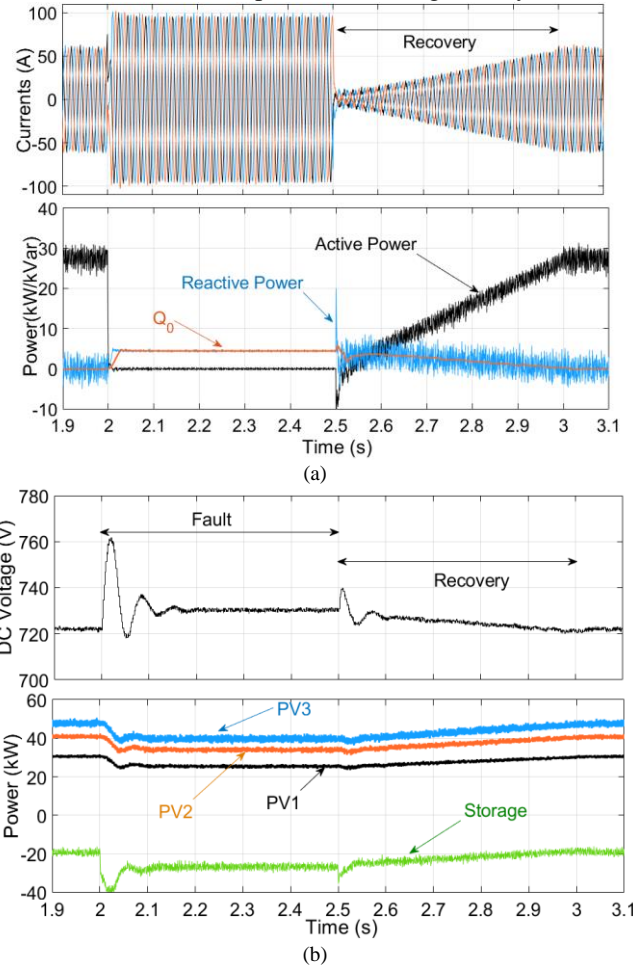 100
50
0
-50
-100
Currents (A)
Recovery
40
30
20
10
0
-10
Power(kW/kVar)
Active Power
Reactive Power
Q0
1.9 2 2.1 2.2 2.3 2.4 2.5 2.6 2.7 2.8 2.9 3 3.1
Time (s)
(a)
780
760
740
720
700
DC Voltage (V)
Fault
Recovery
60
40
20
0
-20
-40
Power (kW)
PV3
PV2
PV1
Storage
1.9 2 2.1 2.2 2.3 2.4 2.5 2.6 2.7 2.8 2.9 3 3.1
Time (s)
(b)